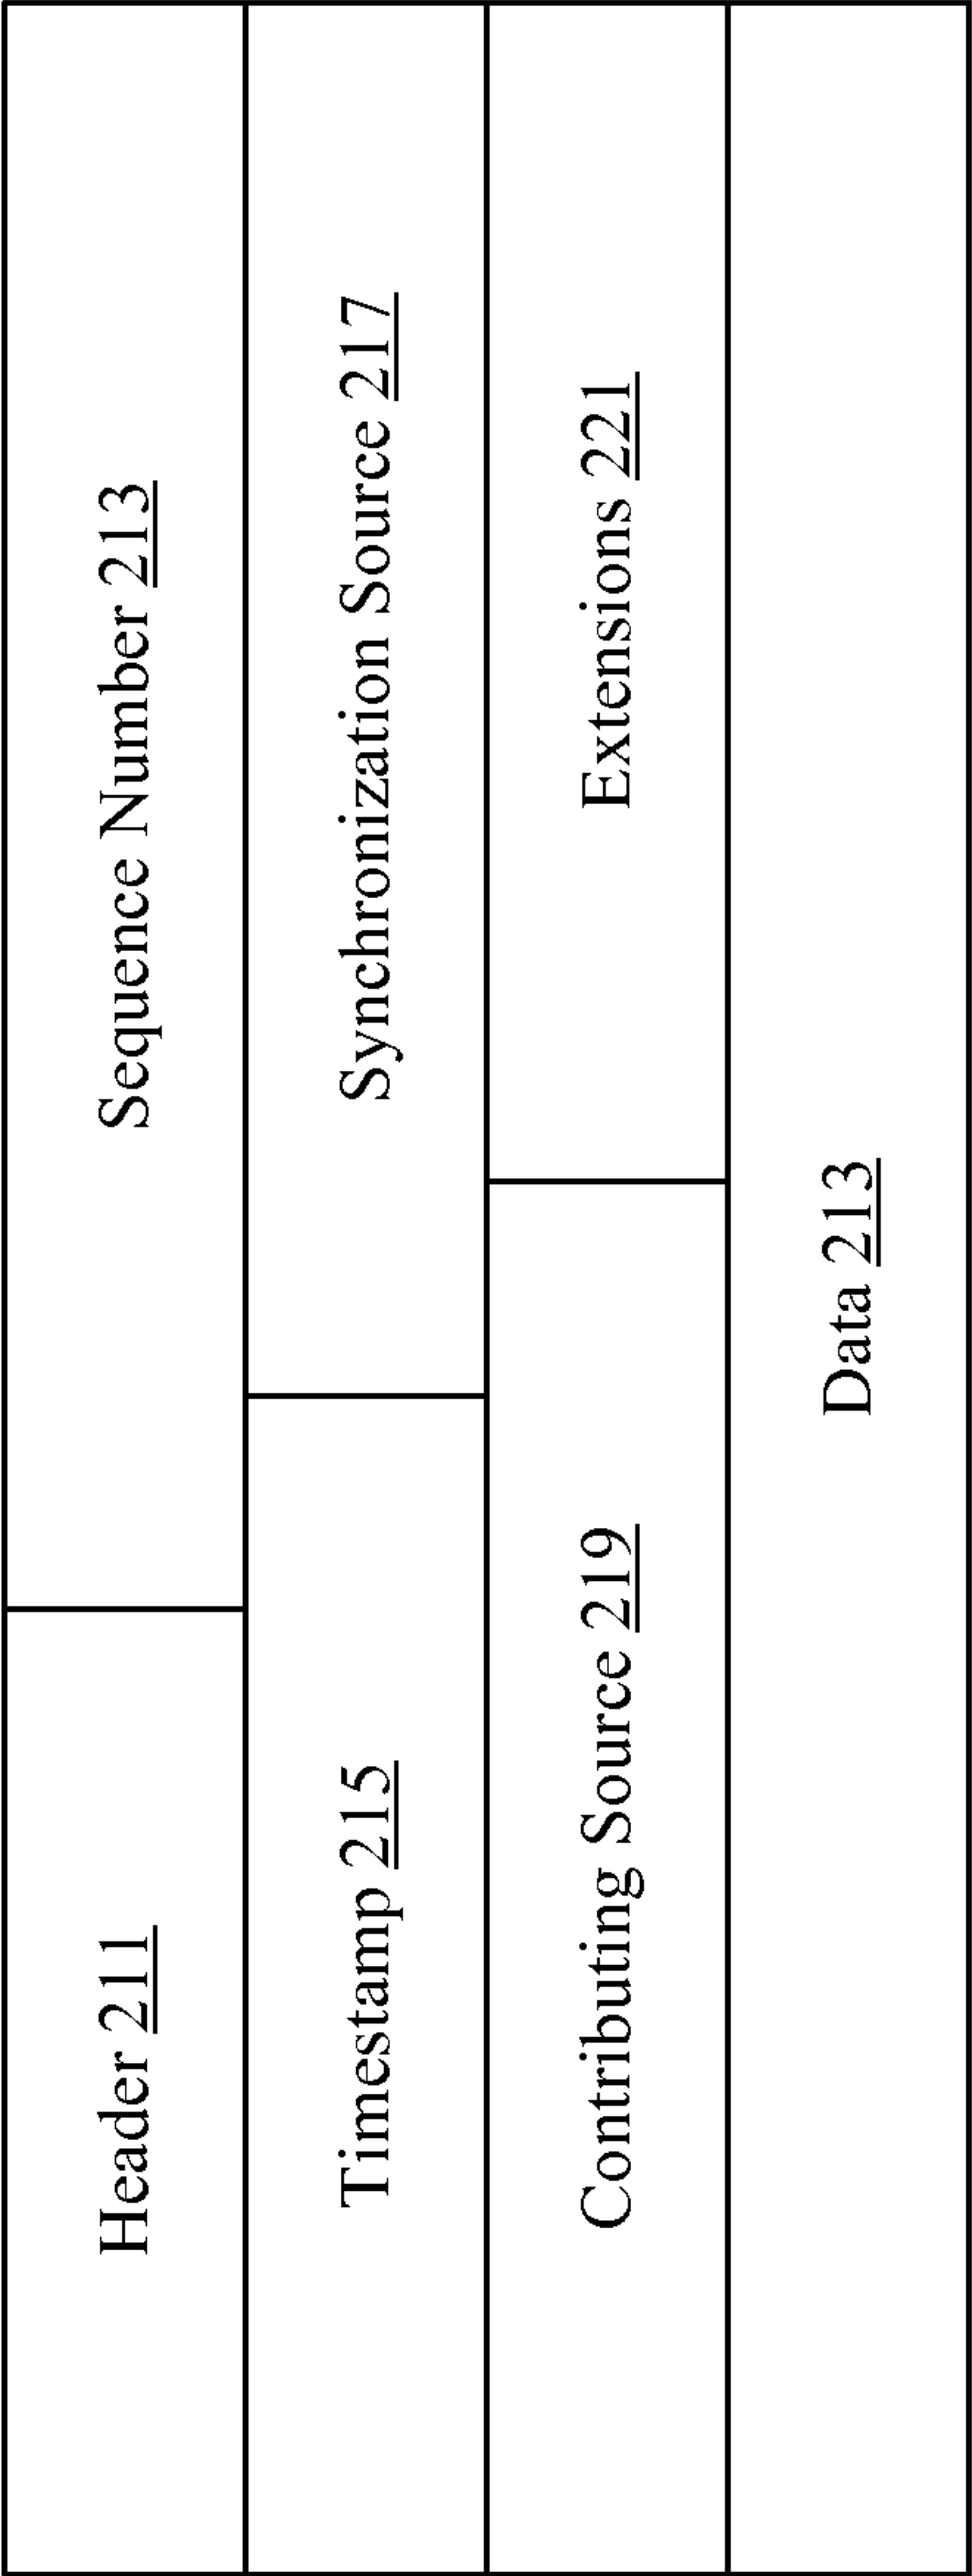 Header 211
Sequence Number 213
Timestamp 215
Synchronization Source 217
Contributing Source 219
Extensions 221
Data 213